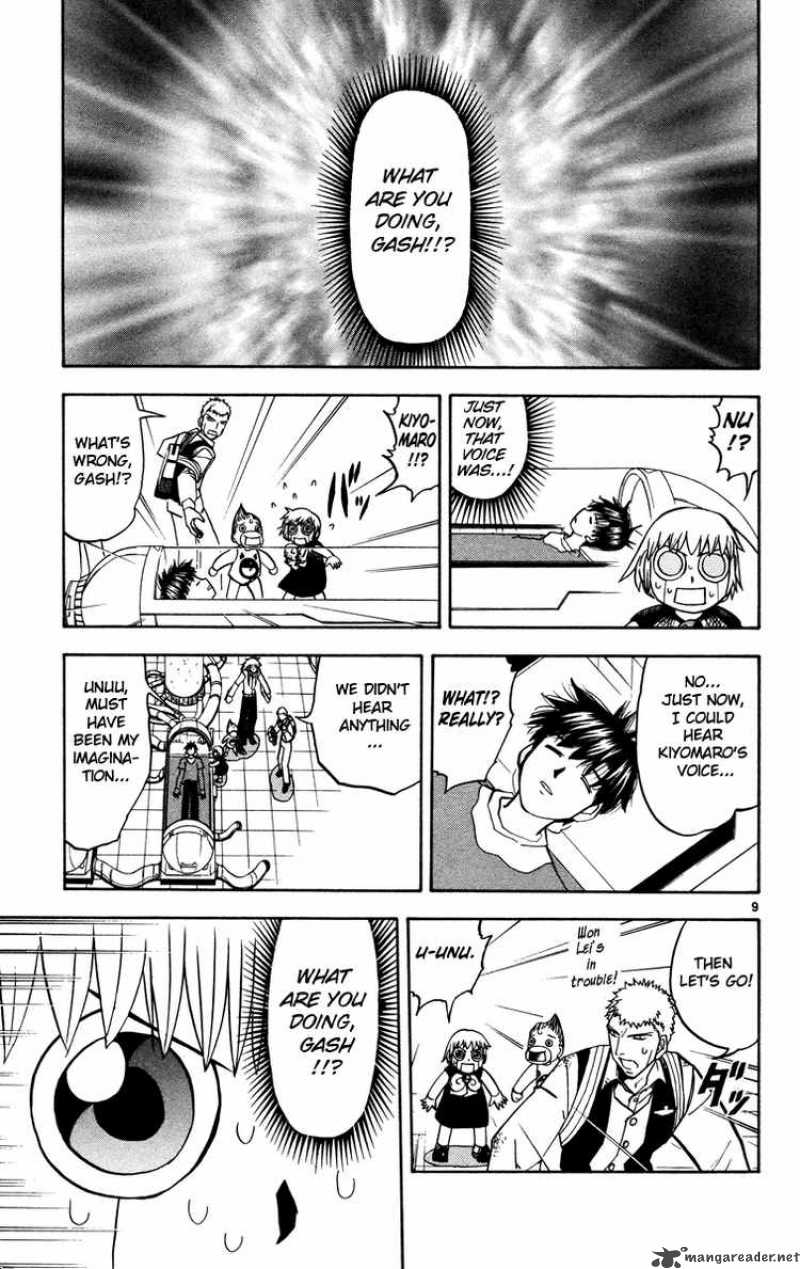 WHAT
ARE YOU
DOING,
GASH!!?
NU
!?
JUST
NOW,
THAT
VOICE
WAS...!
KIYO-
MARO
!!?
WHAT'S
WRONG,
GASH!?
NO...
JUST NOW,
I COULD
HEAR
KIYOMARO'S
VOICE...
WHAT!?
REALLY?
WE DIDN'T
HEAR
ANYTHING
...
UNUU,
MUST
HAVE
BEEN MY
IMAGINA-
TION...
9
THEN
LET'S GO!
Won
Lei's
in
trouble!
U-UNU.
ダッ
WHAT
ARE YOU
DOING,
GASH
!!?
mangareader.net